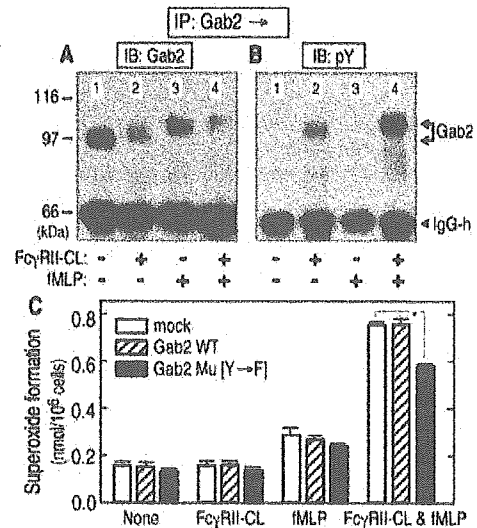 IP: Gab2 →
A IB: Gab2 B IB: pY
1 2 3 4 1 2 3 4
116
97
66
(kDa)
Gab2
IgG-h
FcγRII-CL: - + - + - + - +
fMLP: - - + + - - + +
C
Superoxide formation
(nmol/10⁶ cells)
0.8
0.6
0.4
0.2
0.0
mock
Gab2 WT
Gab2 Mu [Y→F]
*
None FcγRII-CL fMLP FcγRII-CL & fMLP